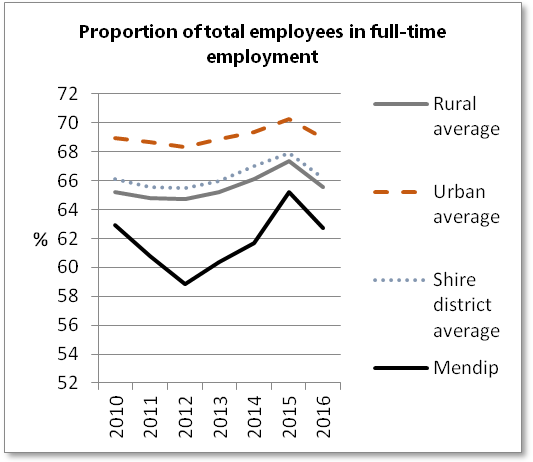 Proportion of total employees in full-time
employment
72
70
68
66
64
62
60
58
56
54
52
%
2010
2011
2012
2013
2014
2015
2016
Rural
average
Urban
average
Shire
district
average
Mendip